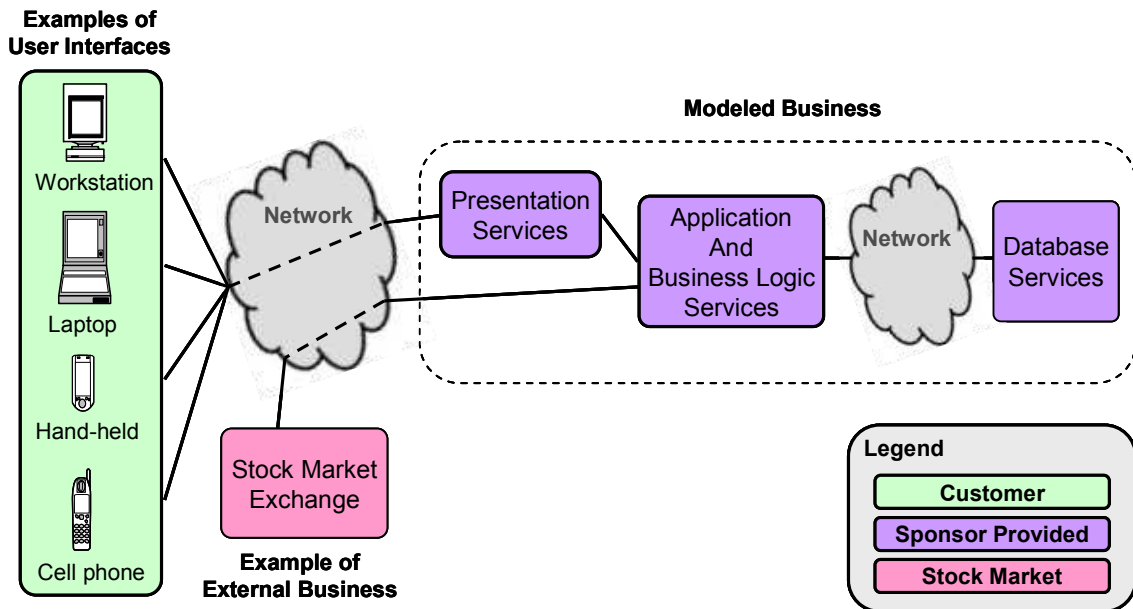 Examples of
User Interfaces
Workstation
Laptop
Hand-held
Cell phone
Network
Stock Market
Exchange
Example of
External Business
Modeled Business
Presentation
Services
Application
And
Business Logic
Services
Network
Database
Services
Legend
Customer
Sponsor Provided
Stock Market